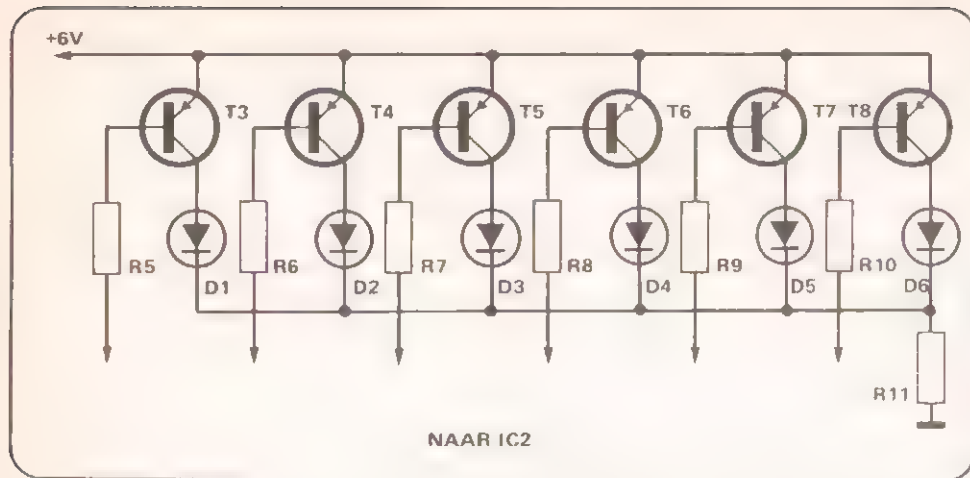 +6V
T3 T4 T5 T6 T7 T8
R5 R6 R7 R8 R9 R10
D1 D2 D3 D4 D5 D6
R11
NAAR IC2